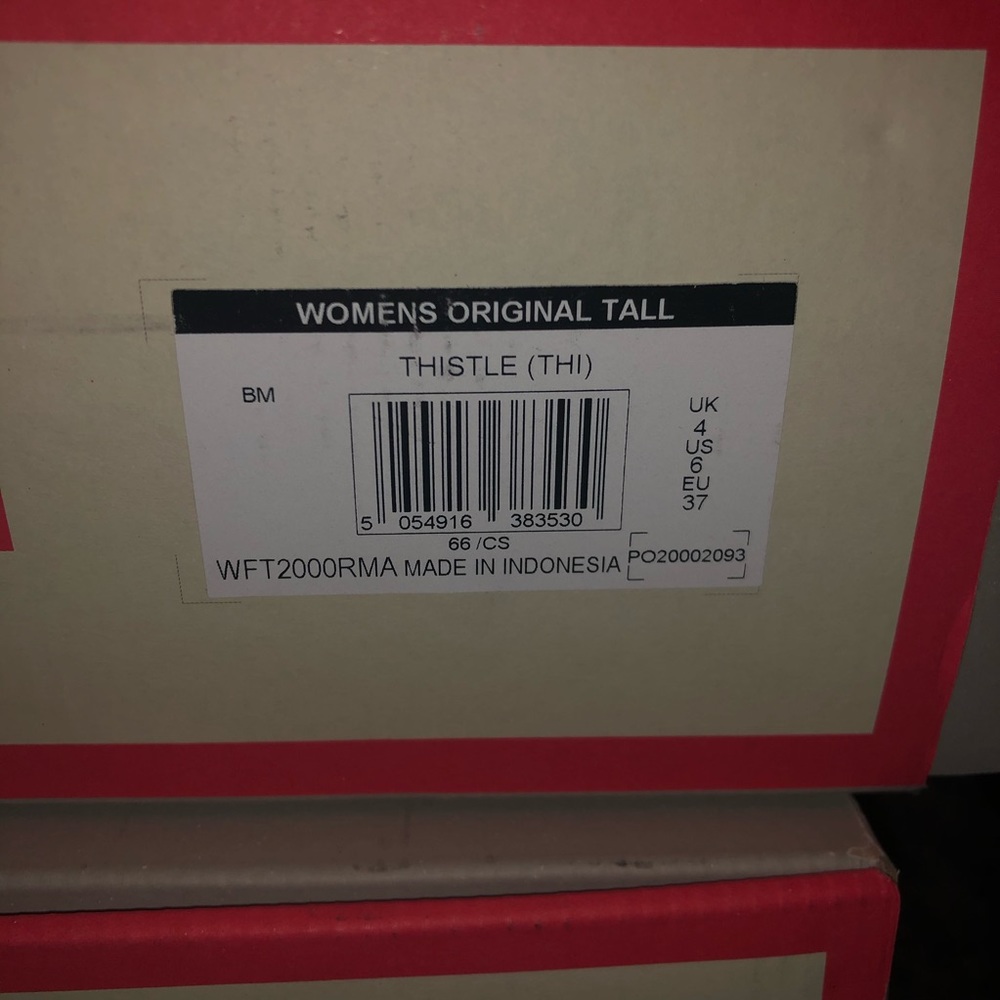 WOMENS ORIGINAL TALL
THISTLE (THI)
BM
UK
4
US
6
EU
37
5 054916 383530
66 /CS
WFT2000RMA MADE IN INDONESIA PO20002093